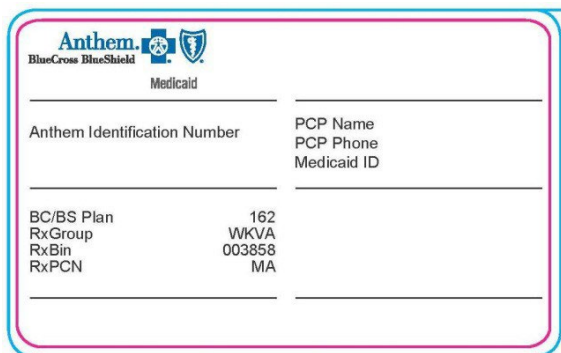 Anthem.
BlueCross BlueShield
Medicaid
Anthem Identification Number
PCP Name
PCP Phone
Medicaid ID
BC/BS Plan 162
RxGroup WKVA
RxBin 003858
RxPCN MA